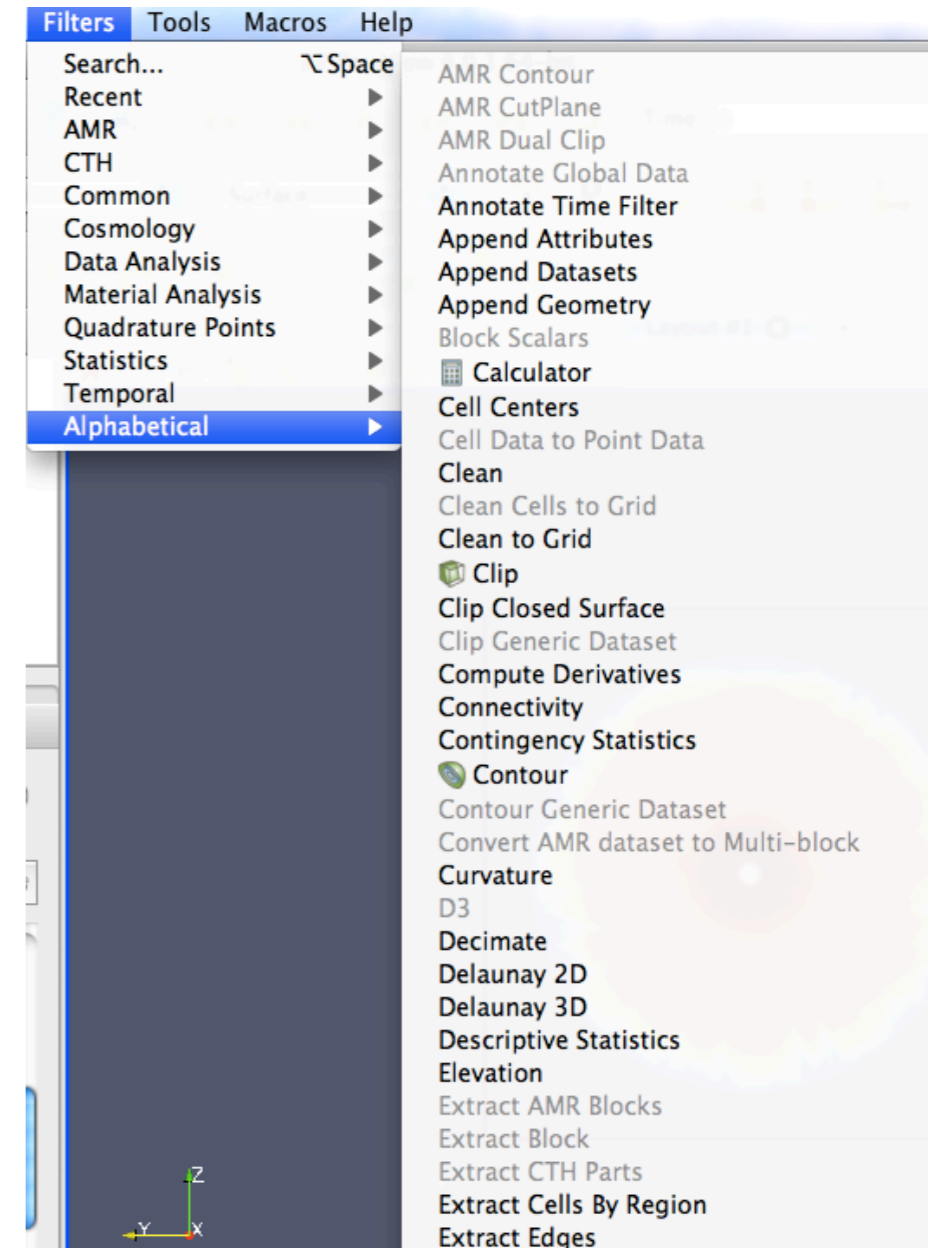 Filters Tools Macros Help
Search... ⌥Space
Recent
AMR
CTH
Common
Cosmology
Data Analysis
Material Analysis
Quadrature Points
Statistics
Temporal
Alphabetical
AMR Contour
AMR CutPlane
AMR Dual Clip
Annotate Global Data
Annotate Time Filter
Append Attributes
Append Datasets
Append Geometry
Block Scalars
Calculator
Cell Centers
Cell Data to Point Data
Clean
Clean Cells to Grid
Clean to Grid
Clip
Clip Closed Surface
Clip Generic Dataset
Compute Derivatives
Connectivity
Contingency Statistics
Contour
Contour Generic Dataset
Convert AMR dataset to Multi-block
Curvature
D3
Decimate
Delaunay 2D
Delaunay 3D
Descriptive Statistics
Elevation
Extract AMR Blocks
Extract Block
Extract CTH Parts
Extract Cells By Region
Extract Edges
Time
Surface
Layout #1
Z
Y X